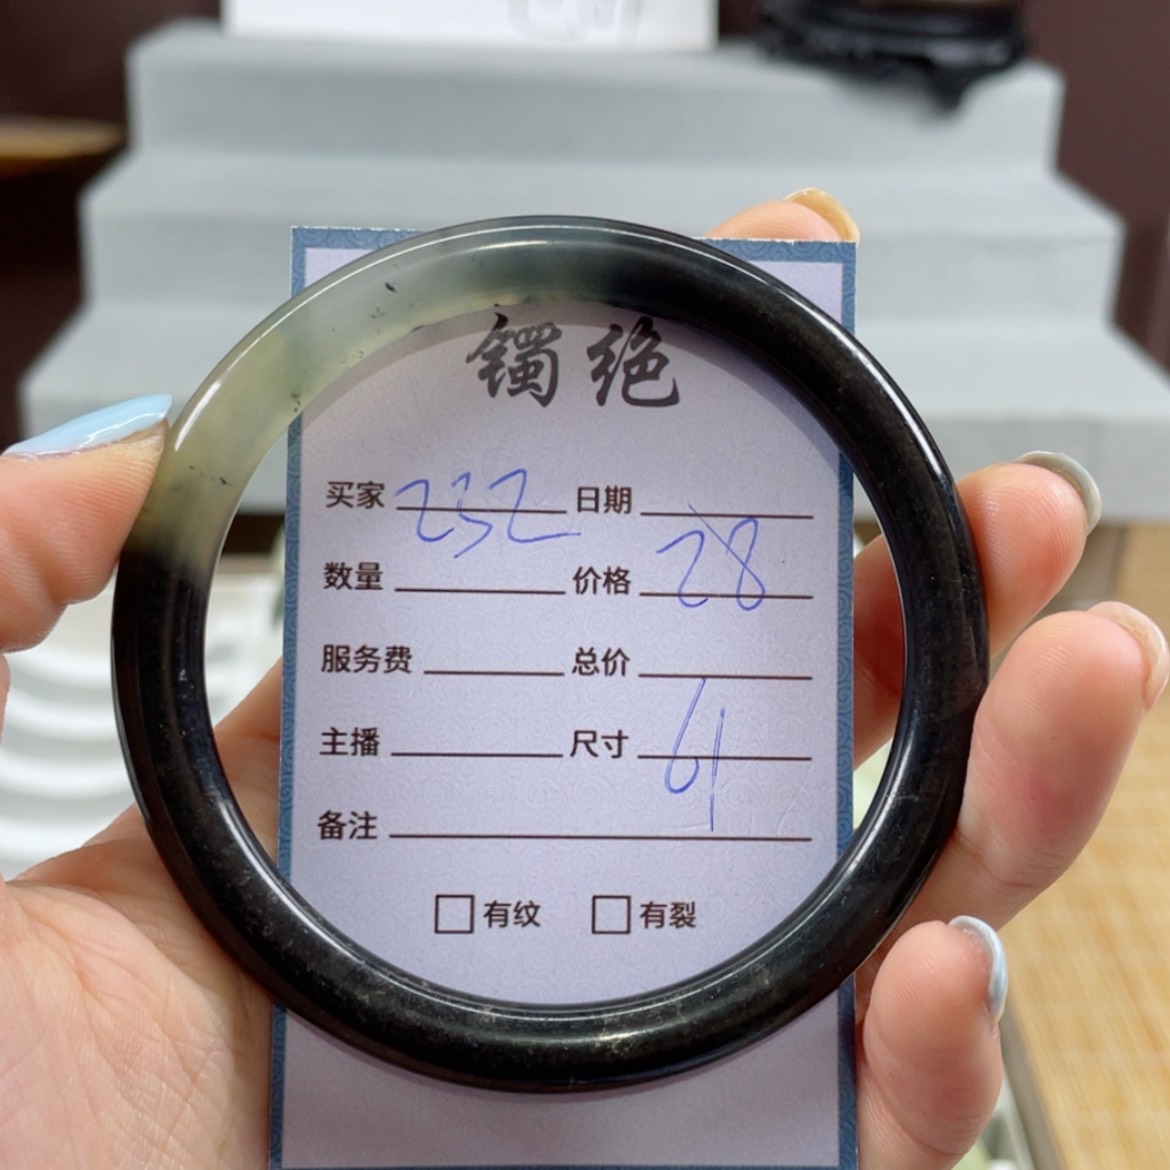 镯绝
买家 232 日期
数量 价格 28
服务费 总价
主播 尺寸 61
备注
☐ 有纹 ☐ 有裂